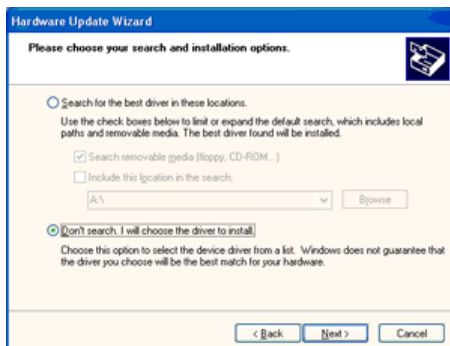 Hardware Update Wizard
Please choose your search and installation options.
Search for the best driver in these locations.
Use the check boxes below to limit or expand the default search, which includes local
paths and removable media. The best driver found will be installed.
Search removable media (floppy, CD-ROM...)
Include this location in the search:
A:\
Browse
Don't search. I will choose the driver to install.
Choose this option to select the device driver from a list. Windows does not guarantee that
the driver you choose will be the best match for your hardware.
< Back Next > Cancel